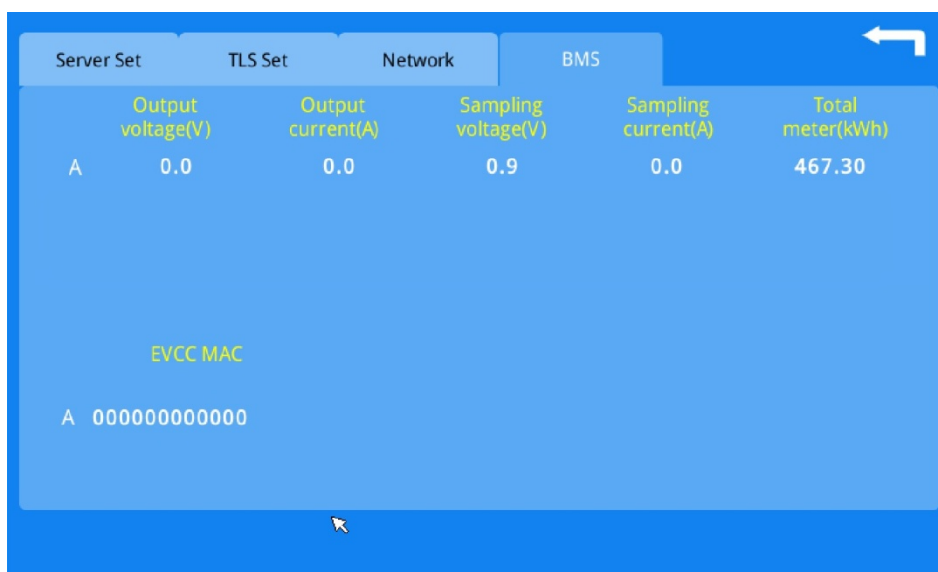 Server Set TLS Set Network BMS
Output voltage(V) Output current(A) Sampling voltage(V) Sampling current(A) Total meter(kWh)
A 0.0 0.0 0.9 0.0 467.30
EVCC MAC
A 000000000000